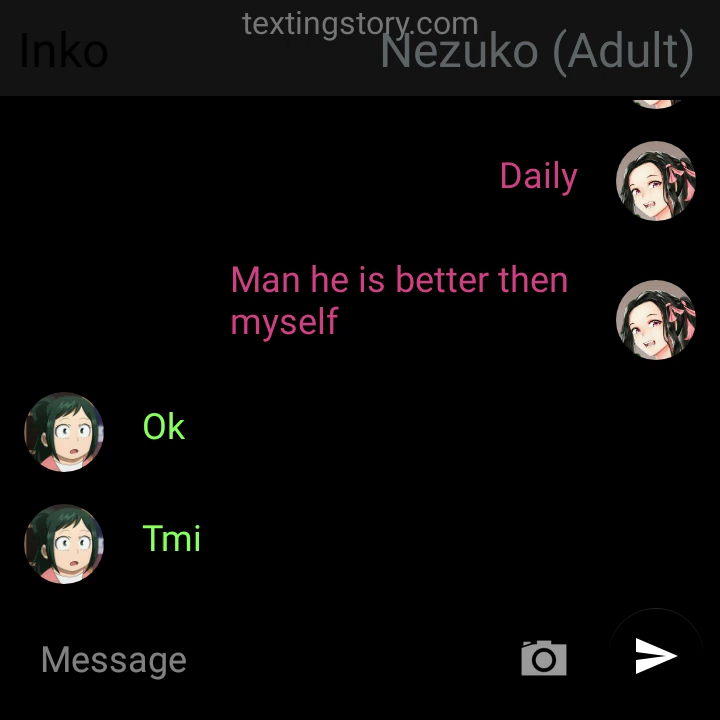 textingstory.com
Inko
Nezuko (Adult)
Daily
Man he is better then
myself
Ok
Tmi
Message